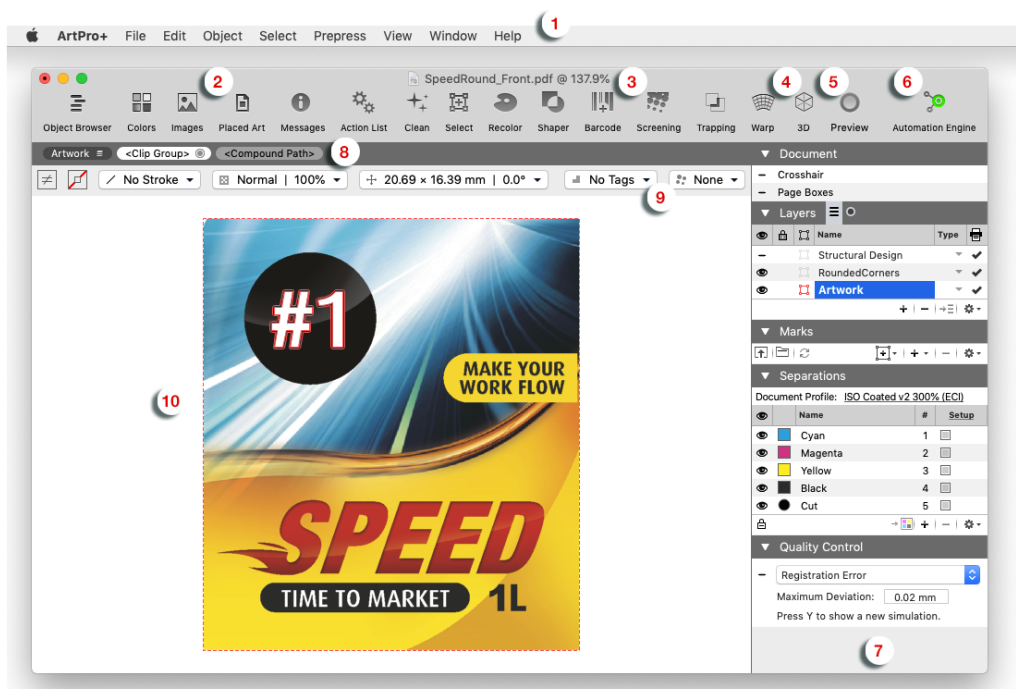 1
ArtPro+ File Edit Object Select Prepress View Window Help
2 3 4 5 6
SpeedRound_Front.pdf @ 137.9%
Object Browser Colors Images Placed Art Messages Action List Clean Select Recolor Shaper Barcode Screening Trapping Warp 3D Preview Automation Engine
Artwork <Clip Group> <Compound Path> 8
No Stroke Normal | 100% 20.69 × 16.39 mm | 0.0° No Tags None
9
#1
MAKE YOUR
WORK FLOW
10
SPEED
TIME TO MARKET 1L
Document
Crosshair
Page Boxes
Layers
Name Type
Structural Design
RoundedCorners
Artwork
Marks
Separations
Document Profile: ISO Coated v2 300% (ECI)
Name # Setup
Cyan 1
Magenta 2
Yellow 3
Black 4
Cut 5
Quality Control
Registration Error
Maximum Deviation: 0.02 mm
Press Y to show a new simulation.
7